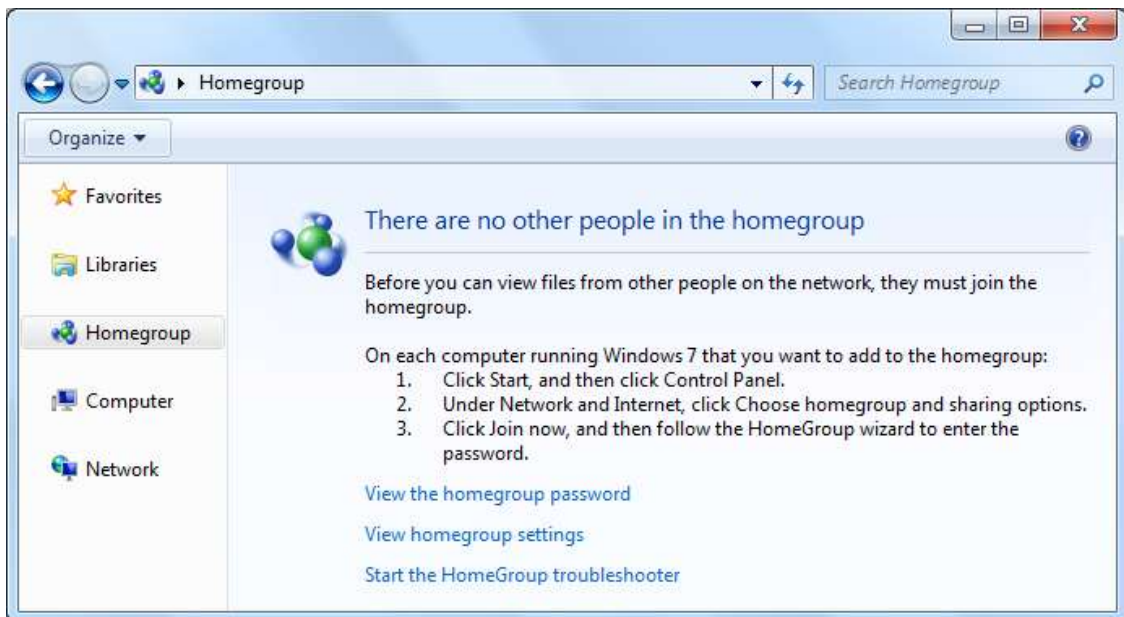 Homegroup
Search Homegroup
Organize
Favorites
Libraries
Homegroup
Computer
Network
There are no other people in the homegroup
Before you can view files from other people on the network, they must join the
homegroup.
On each computer running Windows 7 that you want to add to the homegroup:
1. Click Start, and then click Control Panel.
2. Under Network and Internet, click Choose homegroup and sharing options.
3. Click Join now, and then follow the HomeGroup wizard to enter the
password.
View the homegroup password
View homegroup settings
Start the HomeGroup troubleshooter